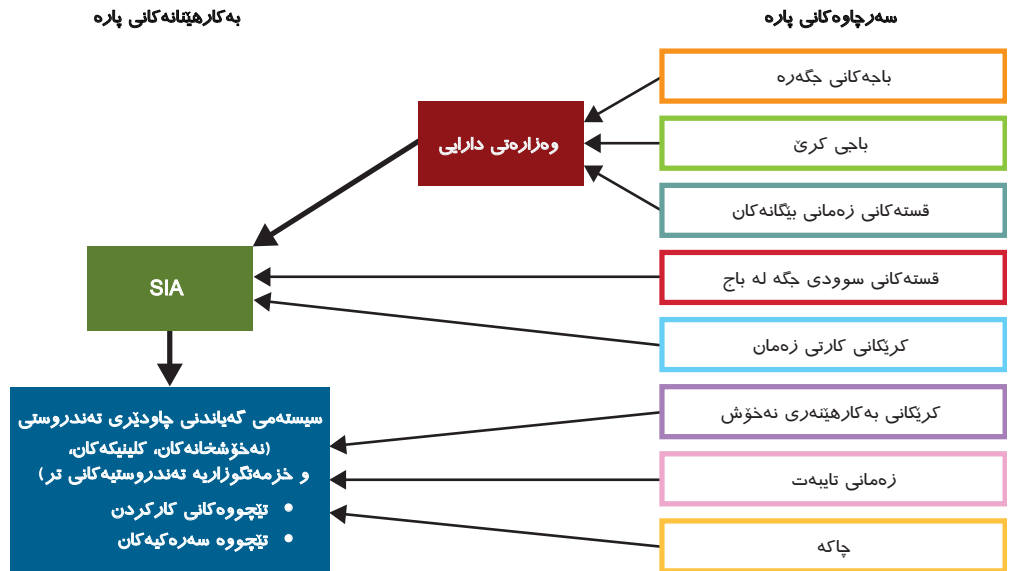 سەرچاوەکانی پارە
بەکارهێنانەکانی پارە
باجەکانی جگەرە
باجی کرێ
قستەکانی زەمانی بێگانەکان
قستەکانی سوودی جگە لە باج
کرێکانی کارتی زەمان
کرێکانی بەکارهێنەری نەخۆش
زەمانی تایبەت
چاکە
وەزارەتی دارایی
SIA
سیستەمی گەیاندنی چاودێری تەندروستی
(نەخۆشخانەکان، کلینیکەکان،
و خزمەتگوزاریە تەندروستیەکانی تر)
• تێچووەکانی کارکردن
• تێچووە سەرەکیەکان